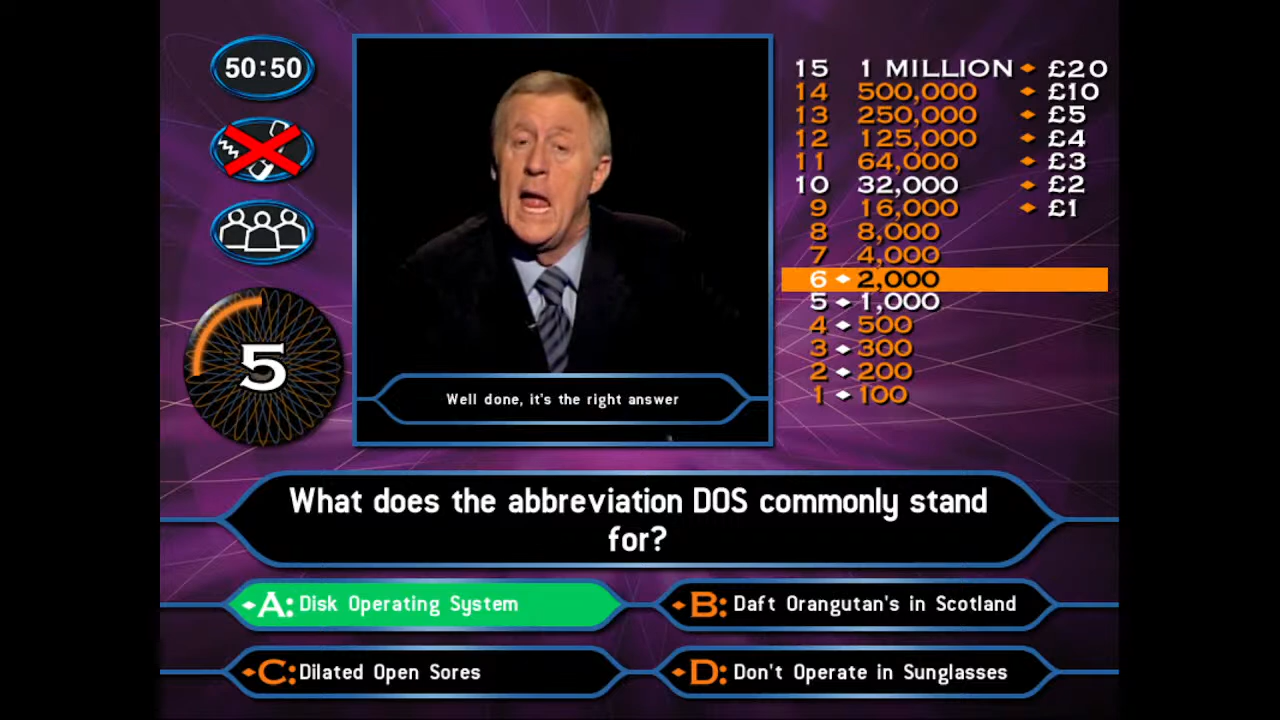 50:50
5
15 1 MILLION £20
14 500,000 £10
13 250,000 £5
12 125,000 £4
11 64,000 £3
10 32,000 £2
9 16,000 £1
8 8,000
7 4,000
6 2,000
5 1,000
4 500
3 300
2 200
1 100
Well done, it's the right answer
What does the abbreviation DOS commonly stand
for?
A: Disk Operating System
B: Daft Orangutan's in Scotland
C: Dilated Open Sores
D: Don't Operate in Sunglasses